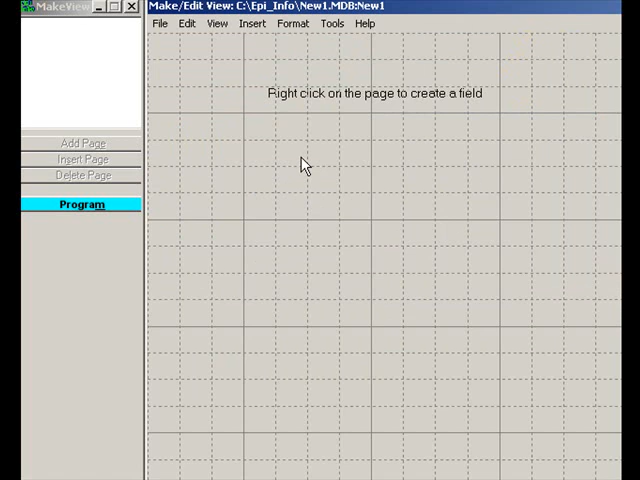 MakeView
Make/Edit View: C:\Epi_Info\New1.MDB:New1
File Edit View Insert Format Tools Help
Right click on the page to create a field
Add Page
Insert Page
Delete Page
Program